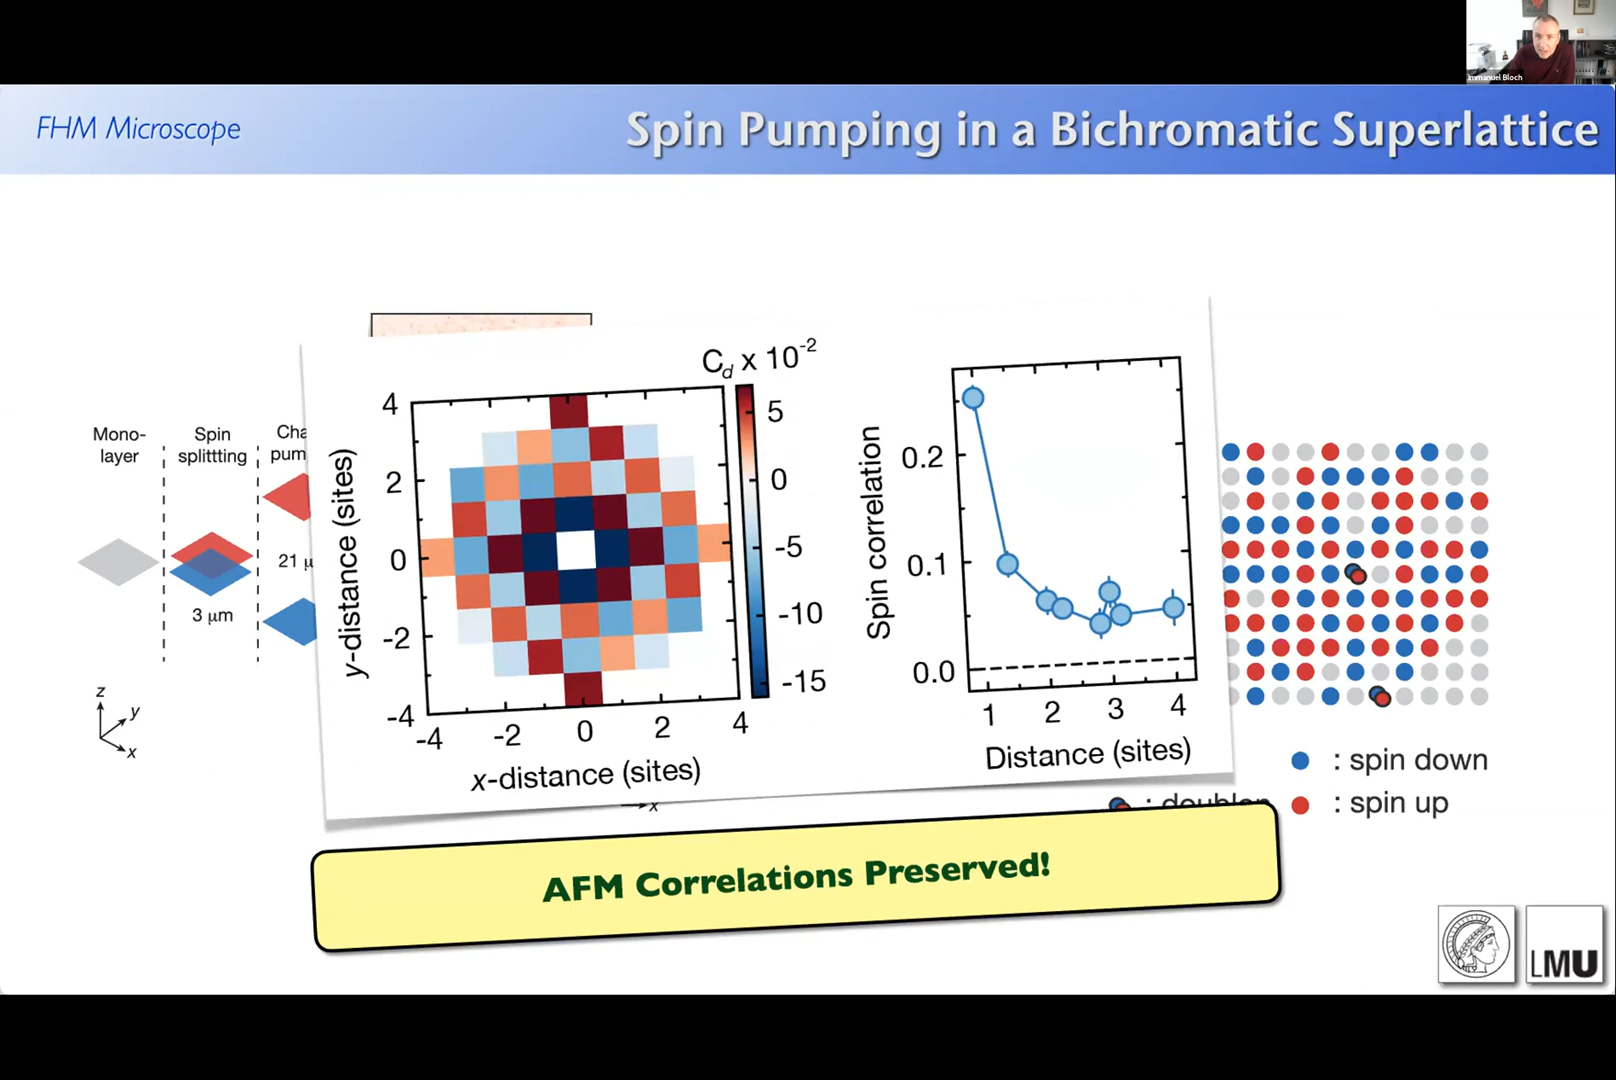 Immanuel Bloch
FHM Microscope
Spin Pumping in a Bichromatic Superlattice
Mono-
layer
Spin
splittting
Cha
pum
21 μ
3 μm
z
y
x
C_d x 10^-2
5
0
-5
-10
-15
4
2
0
-2
-4
y-distance (sites)
-4
-2
0
2
4
x-distance (sites)
Spin correlation
0.2
0.1
0.0
1
2
3
4
Distance (sites)
x
: spin down
: spin up
AFM Correlations Preserved!
LMU